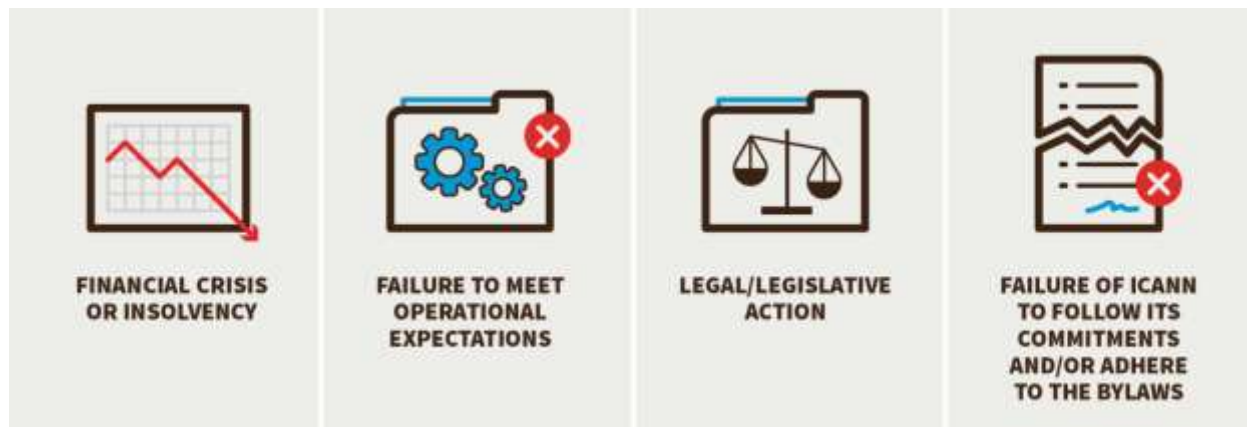 FINANCIAL CRISIS
OR INSOLVENCY
FAILURE TO MEET
OPERATIONAL
EXPECTATIONS
LEGAL/LEGISLATIVE
ACTION
FAILURE OF ICANN
TO FOLLOW ITS
COMMITMENTS
AND/OR ADHERE
TO THE BYLAWS